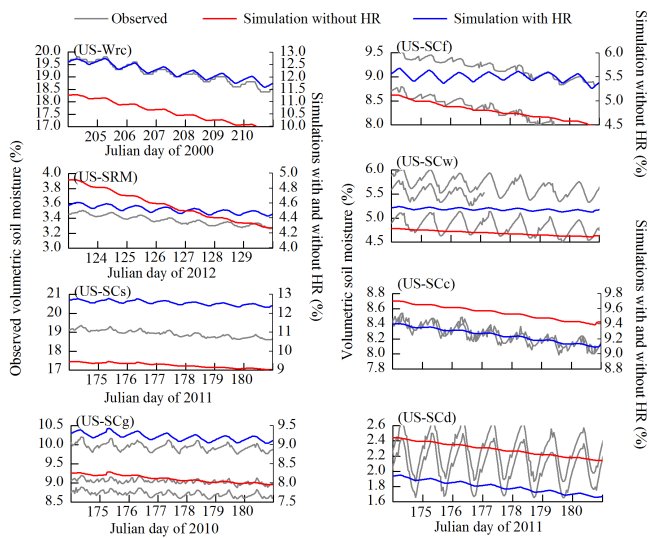 Observed
Simulation without HR
Simulation with HR
(US-Wrc)
20.0
19.5
19.0
18.5
18.0
17.5
17.0
13.0
12.5
12.0
11.5
11.0
10.5
10.0
205 206 207 208 209 210
Julian day of 2000
(US-SRM)
4.0
3.8
3.6
3.4
3.2
3.0
5.0
4.8
4.6
4.4
4.2
4.0
124 125 126 127 128 129
Julian day of 2012
(US-SCs)
21
20
19
18
17
13
12
11
10
9
175 176 177 178 179 180
Julian day of 2011
(US-SCg)
10.5
10.0
9.5
9.0
8.5
9.5
9.0
8.5
8.0
7.5
175 176 177 178 179 180
Julian day of 2010
Observed volumetric soil moisture (%)
Simulations with and without HR (%)
(US-SCf)
9.5
9.0
8.5
8.0
6.0
5.5
5.0
4.5
(US-SCw)
6.0
5.5
5.0
4.5
(US-SCc)
8.8
8.6
8.4
8.2
8.0
7.8
9.8
9.6
9.4
9.2
9.0
8.8
(US-SCd)
2.6
2.4
2.2
2.0
1.8
1.6
175 176 177 178 179 180
Julian day of 2011
Volumetric soil moisture (%)
Simulation without HR (%)
Simulations with and without HR (%)